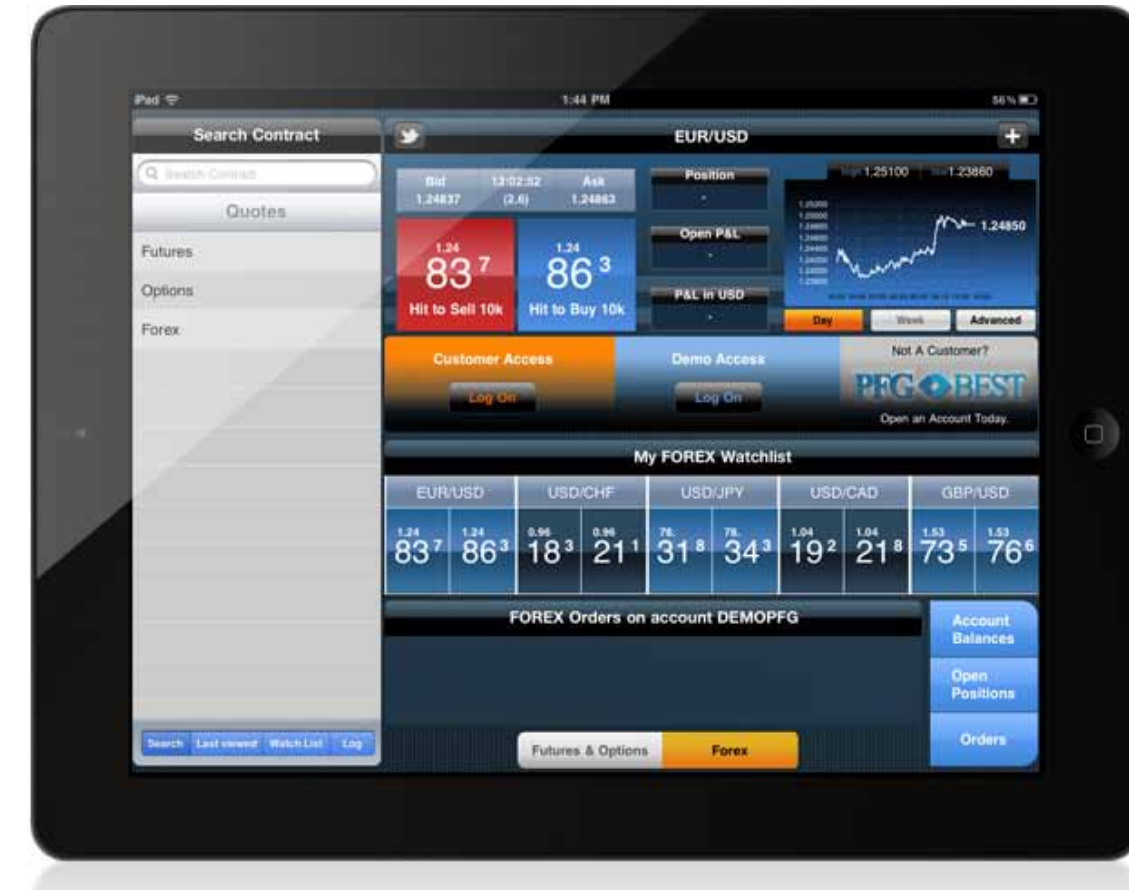 iPad
1:44 PM
56%
Search Contract
Search Contract
Quotes
Futures
Options
Forex
Search
Last viewed
Watch List
Log
EUR/USD
+
Bid 13:02:52 Ask
1.24837 (2.6) 1.24863
1.24
83 7
Hit to Sell 10k
1.24
86 3
Hit to Buy 10k
Position
-
Open P&L
-
P&L in USD
-
High 1.25100 Low 1.23860
1.24850
Day
Week
Advanced
Customer Access
Log On
Demo Access
Log On
Not A Customer?
PFG BEST
Open an Account Today.
My FOREX Watchlist
EUR/USD USD/CHF USD/JPY USD/CAD GBP/USD
1.24 1.24 0.96 0.96 78. 78. 1.04 1.04 1.53 1.53
83 7 86 3 18 3 21 1 31 8 34 3 19 2 21 8 73 5 76 6
FOREX Orders on account DEMOPFG
Account
Balances
Open
Positions
Orders
Futures & Options
Forex